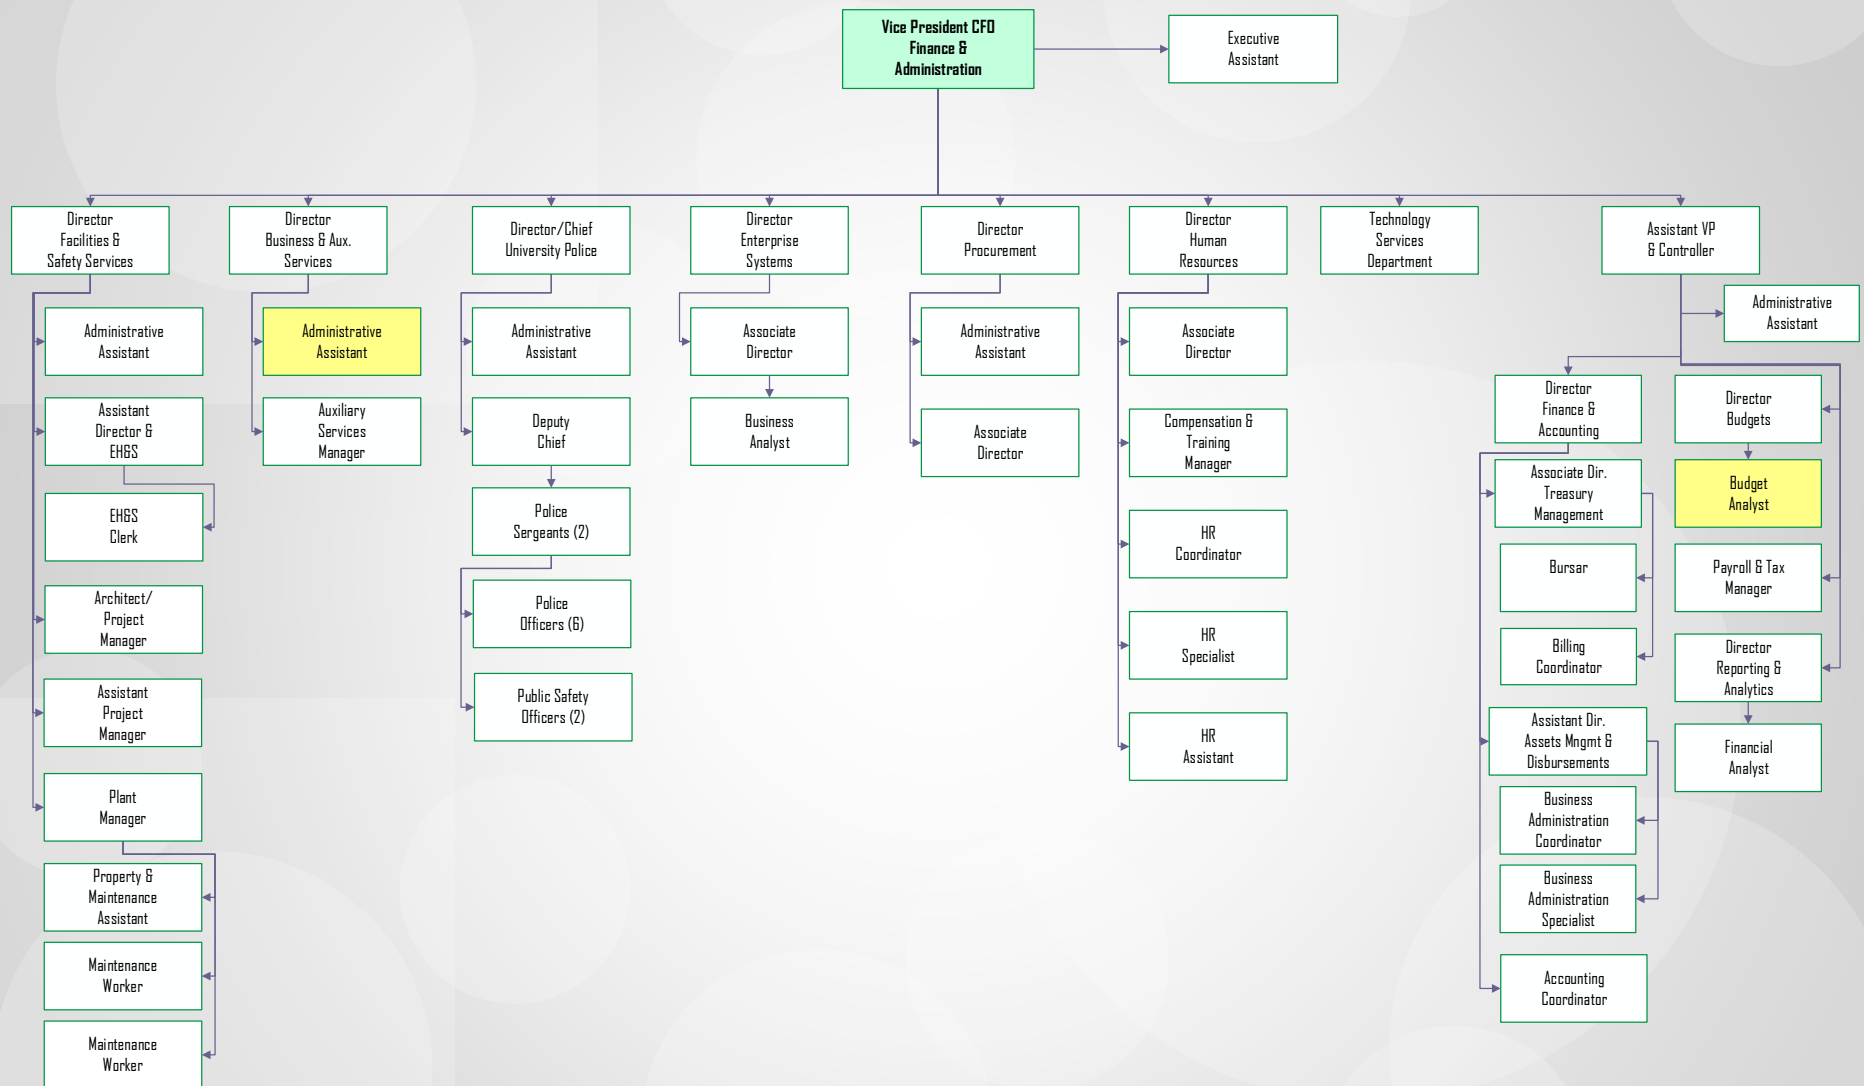 Vice President CFO
Finance &
Administration
Executive
Assistant
Director
Facilities &
Safety Services
Director
Business & Aux.
Services
Director/Chief
University Police
Director
Enterprise
Systems
Director
Procurement
Director
Human
Resources
Technology
Services
Department
Assistant VP
& Controller
Administrative
Assistant
Administrative
Assistant
Assistant
Director &
EH&S
EH&S
Clerk
Architect/
Project
Manager
Assistant
Project
Manager
Plant
Manager
Property &
Maintenance
Assistant
Maintenance
Worker
Maintenance
Worker
Administrative
Assistant
Auxiliary
Services
Manager
Administrative
Assistant
Deputy
Chief
Police
Sergeants (2)
Police
Officers (6)
Public Safety
Officers (2)
Associate
Director
Business
Analyst
Administrative
Assistant
Associate
Director
Associate
Director
Compensation &
Training
Manager
HR
Coordinator
HR
Specialist
HR
Assistant
Director
Finance &
Accounting
Associate Dir.
Treasury
Management
Bursar
Billing
Coordinator
Assistant Dir.
Assets Mngmt &
Disbursements
Business
Administration
Coordinator
Business
Administration
Specialist
Accounting
Coordinator
Director
Budgets
Budget
Analyst
Payroll & Tax
Manager
Director
Reporting &
Analytics
Financial
Analyst